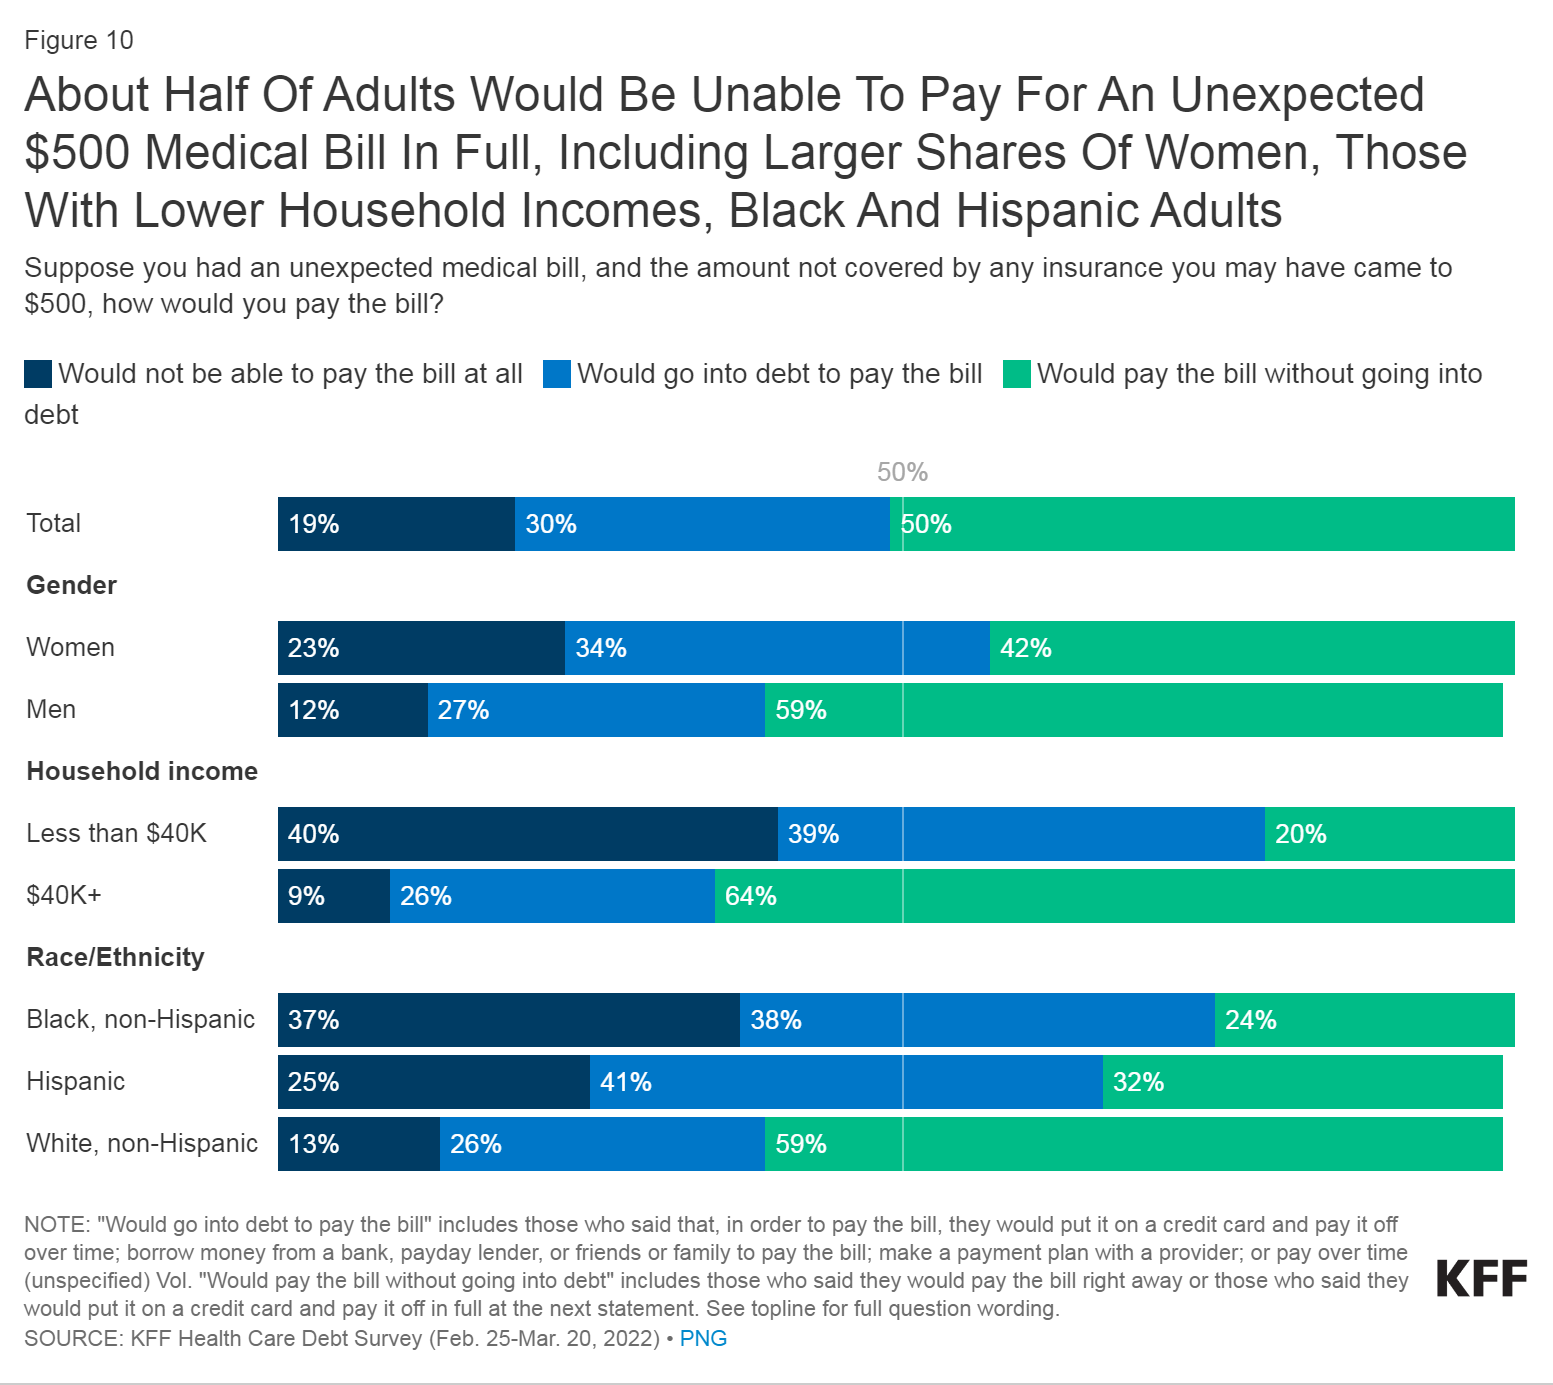 Figure 10
About Half Of Adults Would Be Unable To Pay For An Unexpected
$500 Medical Bill In Full, Including Larger Shares Of Women, Those
With Lower Household Incomes, Black And Hispanic Adults
Suppose you had an unexpected medical bill, and the amount not covered by any insurance you may have came to
$500, how would you pay the bill?
Would not be able to pay the bill at all Would go into debt to pay the bill Would pay the bill without going into
debt
50%
Total 19% 30% 50%
Gender
Women 23% 34% 42%
Men 12% 27% 59%
Household income
Less than $40K 40% 39% 20%
$40K+ 9% 26% 64%
Race/Ethnicity
Black, non-Hispanic 37% 38% 24%
Hispanic 25% 41% 32%
White, non-Hispanic 13% 26% 59%
NOTE: "Would go into debt to pay the bill" includes those who said that, in order to pay the bill, they would put it on a credit card and pay it off
over time; borrow money from a bank, payday lender, or friends or family to pay the bill; make a payment plan with a provider; or pay over time
(unspecified) Vol. "Would pay the bill without going into debt" includes those who said they would pay the bill right away or those who said they
would put it on a credit card and pay it off in full at the next statement. See topline for full question wording.
SOURCE: KFF Health Care Debt Survey (Feb. 25-Mar. 20, 2022) • PNG
KFF